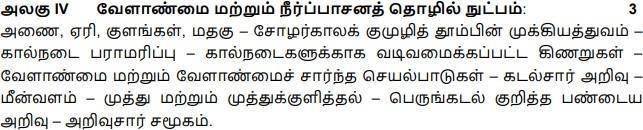 அலகு IV வேளாண்மை மற்றும் நீர்ப்பாசனத் தொழில் நுட்பம்: 3
அணை, ஏரி, குளங்கள், மதகு – சோழர்காலக் குமுழித் தூம்பின் முக்கியத்துவம் –
கால்நடை பராமரிப்பு – கால்நடைகளுக்காக வடிவமைக்கப்பட்ட கிணறுகள் –
வேளாண்மை மற்றும் வேளாண்மைச் சார்ந்த செயல்பாடுகள் – கடல்சார் அறிவு –
மீன்வளம் – முத்து மற்றும் முத்துக்குளித்தல் – பெருங்கடல் குறித்த பண்டைய
அறிவு – அறிவுசார் சமூகம்.